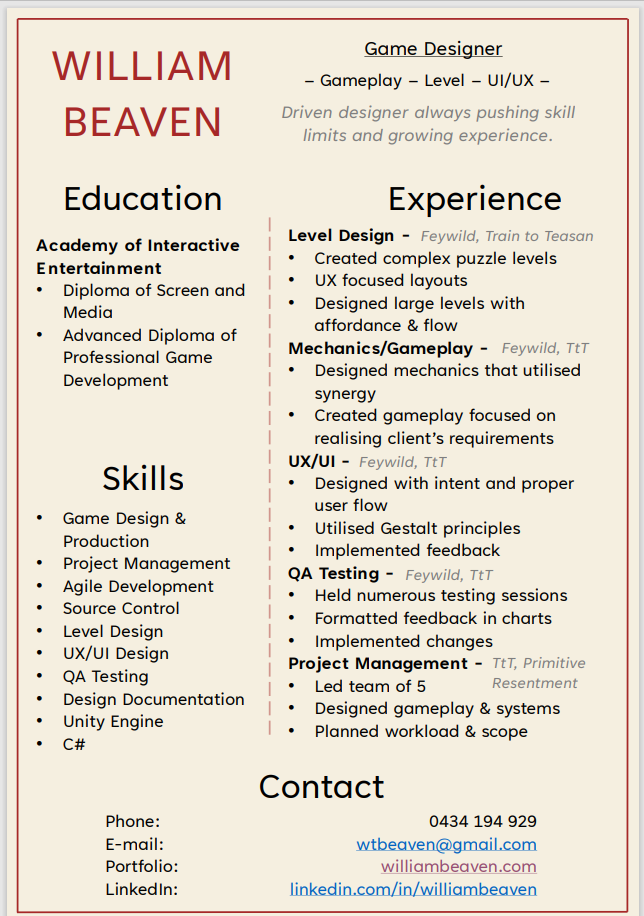 WILLIAM
BEAVEN
Game Designer
– Gameplay – Level – UI/UX –
Driven designer always pushing skill
limits and growing experience.
Education
Academy of Interactive
Entertainment
• Diploma of Screen and
Media
• Advanced Diploma of
Professional Game
Development
Skills
• Game Design &
Production
• Project Management
• Agile Development
• Source Control
• Level Design
• UX/UI Design
• QA Testing
• Design Documentation
• Unity Engine
• C#
Experience
Level Design – Feywild, Train to Teasan
• Created complex puzzle levels
• UX focused layouts
• Designed large levels with
affordance & flow
Mechanics/Gameplay – Feywild, TtT
• Designed mechanics that utilised
synergy
• Created gameplay focused on
realising client's requirements
UX/UI – Feywild, TtT
• Designed with intent and proper
user flow
• Utilised Gestalt principles
• Implemented feedback
QA Testing – Feywild, TtT
• Held numerous testing sessions
• Formatted feedback in charts
• Implemented changes
Project Management – TtT, Primitive
Resentment
• Led team of 5
• Designed gameplay & systems
• Planned workload & scope
Contact
Phone: 0434 194 929
E-mail: wtbeaven@gmail.com
Portfolio: williambeaven.com
LinkedIn: linkedin.com/in/williambeaven